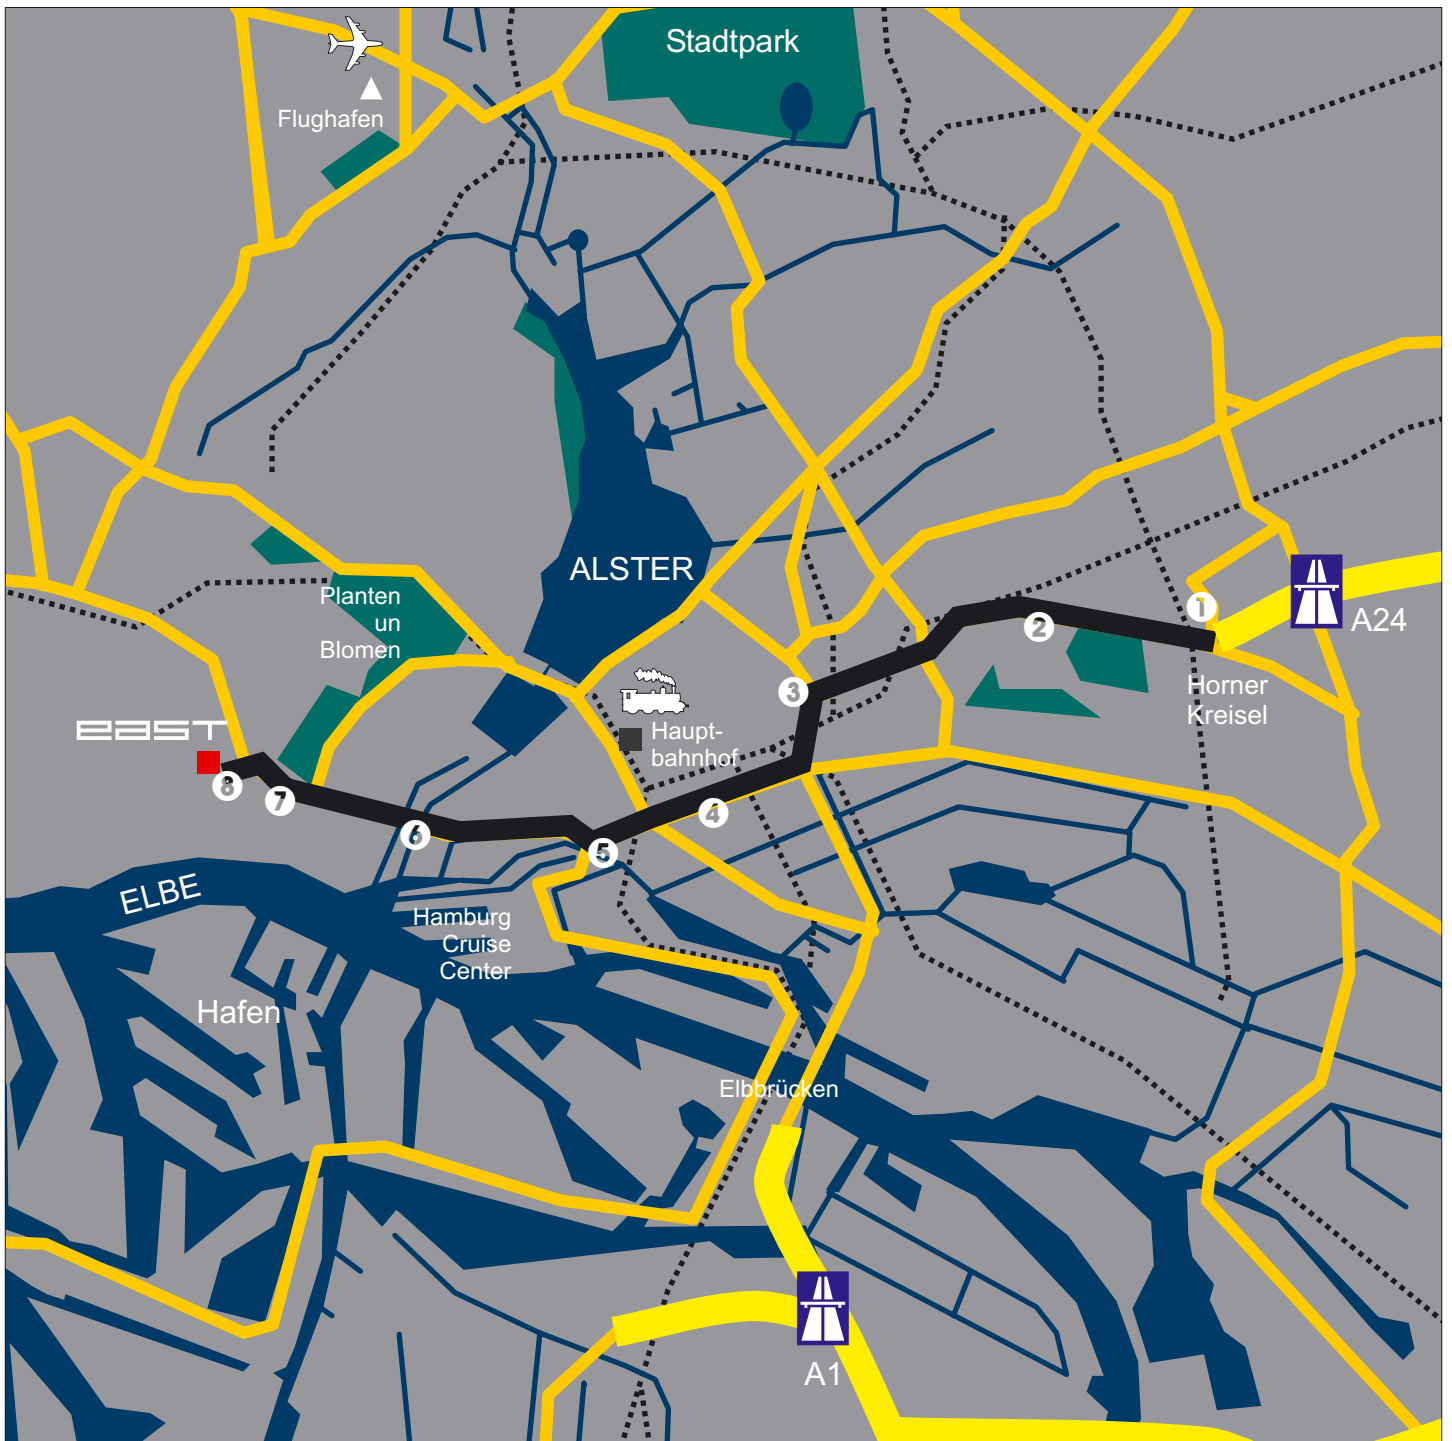 Stadtpark
Flughafen
ALSTER
Planten
un
Blomen
1
A24
2
Horner
Kreisel
3
east
Haupt-
bahnhof
8
7
4
6
5
ELBE
Hamburg
Cruise
Center
Hafen
Elbbrücken
A1